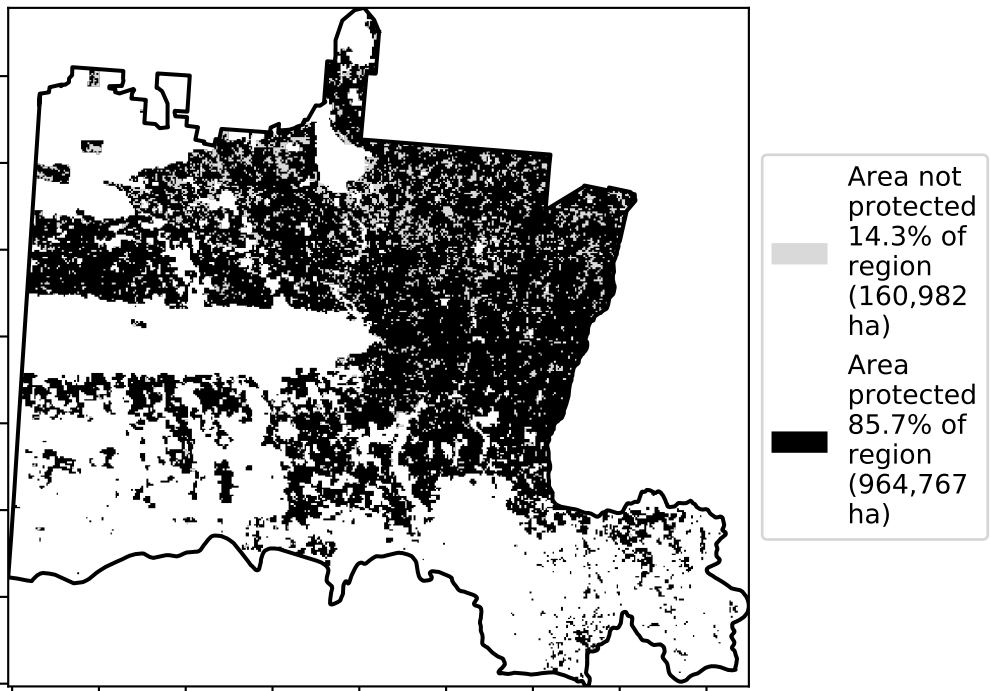 Area not
protected
14.3% of
region
(160,982
ha)
Area
protected
85.7% of
region
(964,767
ha)